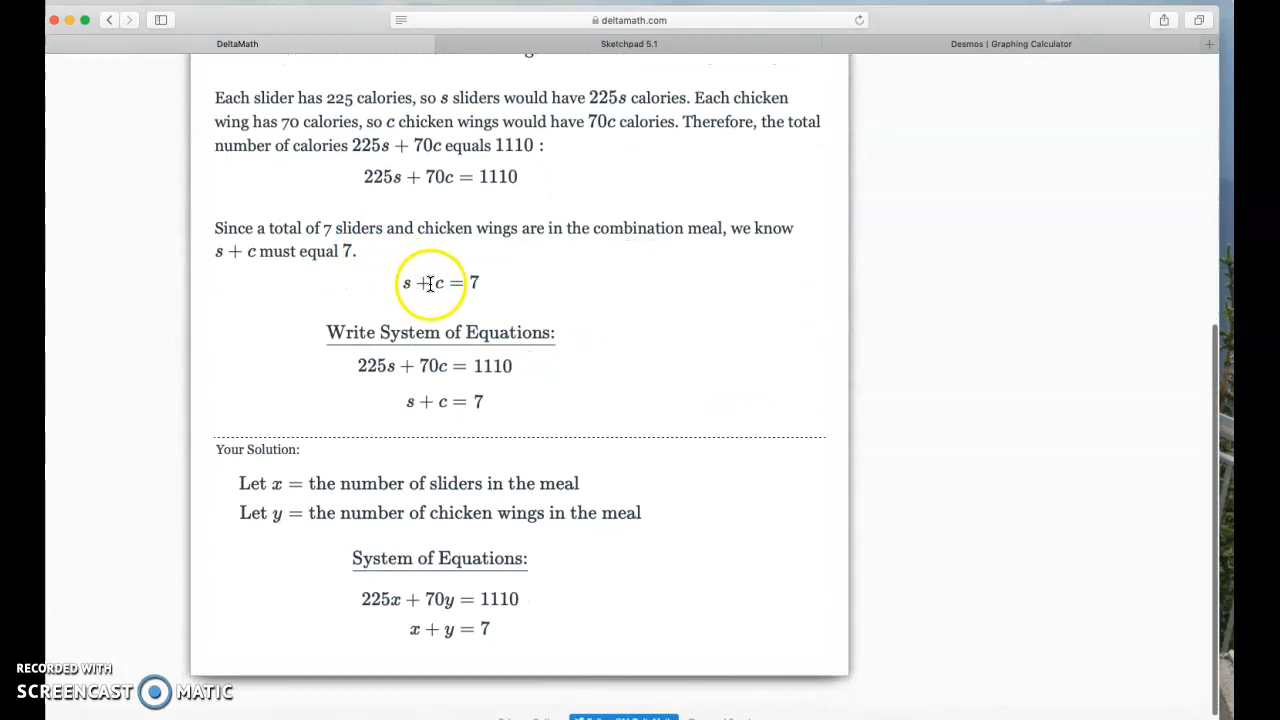 deltamath.com
DeltaMath
Sketchpad 5.1
Desmos | Graphing Calculator
Each slider has 225 calories, so s sliders would have 225s calories. Each chicken
wing has 70 calories, so c chicken wings would have 70c calories. Therefore, the total
number of calories 225s + 70c equals 1110 :
225s + 70c = 1110
Since a total of 7 sliders and chicken wings are in the combination meal, we know
s + c must equal 7.
s + c = 7
Write System of Equations:
225s + 70c = 1110
s + c = 7
Your Solution:
Let x = the number of sliders in the meal
Let y = the number of chicken wings in the meal
System of Equations:
225x + 70y = 1110
x + y = 7
RECORDED WITH
SCREENCAST MATIC